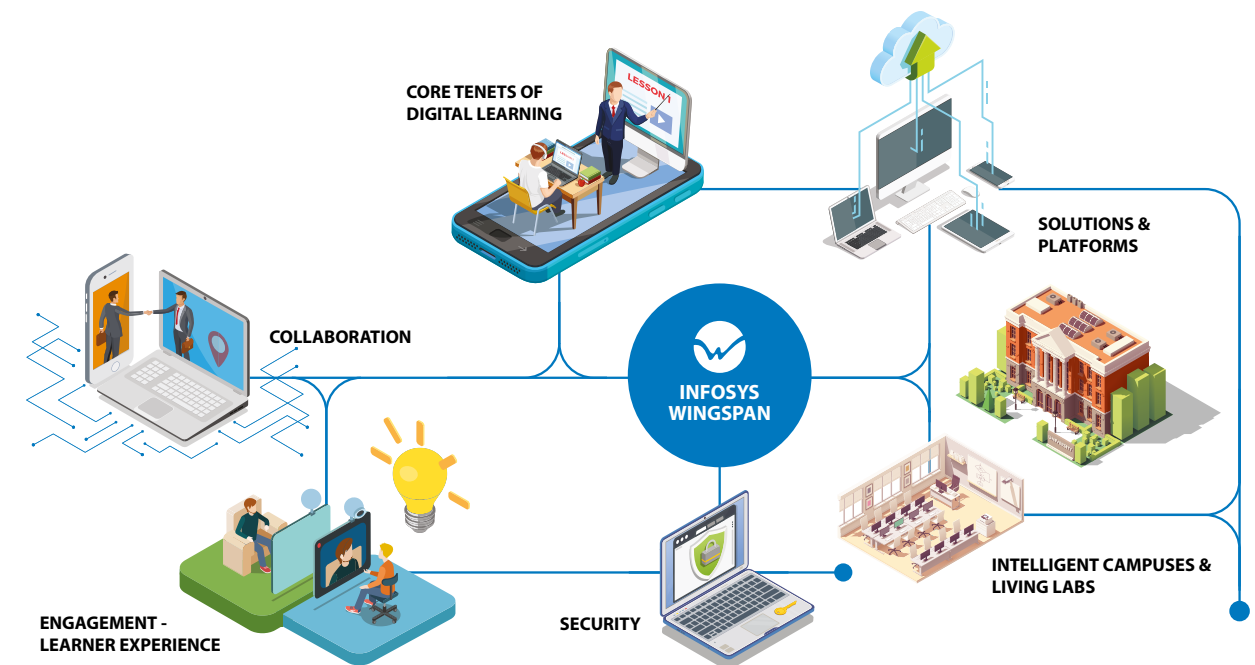 CORE TENETS OF
DIGITAL LEARNING
LESSON 1
SOLUTIONS &
PLATFORMS
COLLABORATION
INFOSYS
WINGSPAN
ENGAGEMENT -
LEARNER EXPERIENCE
SECURITY
INTELLIGENT CAMPUSES &
LIVING LABS